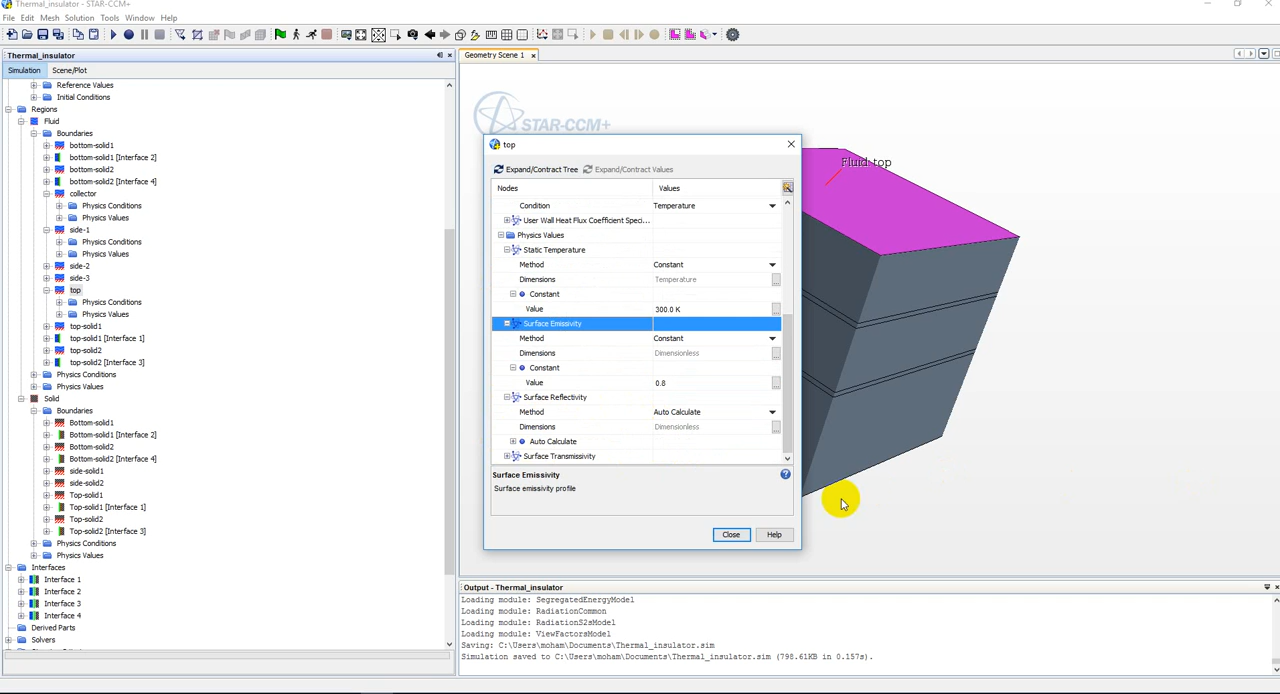 Thermal_insulator - STAR-CCM+
File Edit Mesh Solution Tools Window Help
Thermal_insulator
Simulation Scene/Plot
Reference Values
Initial Conditions
Regions
Fluid
Boundaries
bottom-solid1
bottom-solid1 [Interface 2]
bottom-solid2
bottom-solid2 [Interface 4]
collector
Physics Conditions
Physics Values
side-1
Physics Conditions
Physics Values
side-2
side-3
top
Physics Conditions
Physics Values
top-solid1
top-solid1 [Interface 1]
top-solid2
top-solid2 [Interface 3]
Physics Conditions
Physics Values
Solid
Boundaries
Bottom-solid1
Bottom-solid1 [Interface 2]
Bottom-solid2
Bottom-solid2 [Interface 4]
side-solid1
side-solid2
Top-solid1
Top-solid1 [Interface 1]
Top-solid2
Top-solid2 [Interface 3]
Physics Conditions
Physics Values
Interfaces
Interface 1
Interface 2
Interface 3
Interface 4
Derived Parts
Solvers
Geometry Scene 1
STAR-CCM+
Fluid: top
top
Expand/Contract Tree Expand/Contract Values
Nodes Values
Condition Temperature
User Wall Heat Flux Coefficient Speci...
Physics Values
Static Temperature
Method Constant
Dimensions Temperature
Constant
Value 300.0 K
Surface Emissivity
Method Constant
Dimensions Dimensionless
Constant
Value 0.8
Surface Reflectivity
Method Auto Calculate
Dimensions Dimensionless
Auto Calculate
Surface Transmissivity
Surface Emissivity
Surface emissivity profile
Close Help
Output - Thermal_insulator
Loading module: SegregatedEnergyModel
Loading module: RadiationCommon
Loading module: RadiationS2sModel
Loading module: ViewFactorsModel
Saving: C:\Users\moham\Documents\Thermal_insulator.sim
Simulation saved to C:\Users\moham\Documents\Thermal_insulator.sim (798.61KB in 0.157s).